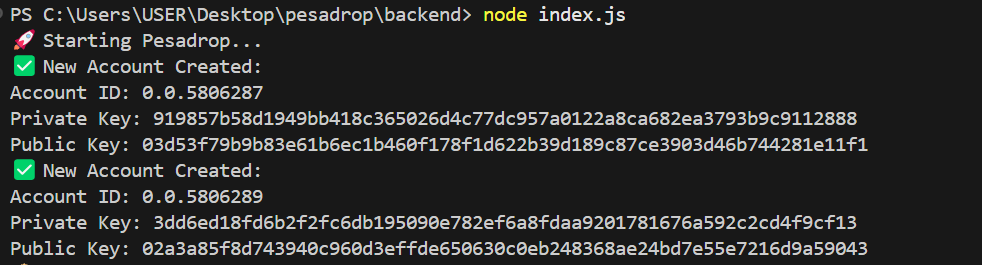 PS C:\Users\USER\Desktop\pesadrop\backend> node index.js
🚀 Starting Pesadrop...
✅ New Account Created:
Account ID: 0.0.5806287
Private Key: 919857b58d1949bb418c365026d4c77dc957a0122a8ca682ea3793b9c9112888
Public Key: 03d53f79b9b83e61b6ec1b460f178f1d622b39d189c87ce3903d46b744281e11f1
✅ New Account Created:
Account ID: 0.0.5806289
Private Key: 3dd6ed18fd6b2f2fc6db195090e782ef6a8fdaa9201781676a592c2cd4f9cf13
Public Key: 02a3a85f8d743940c960d3effde650630c0eb248368ae24bd7e55e7216d9a59043